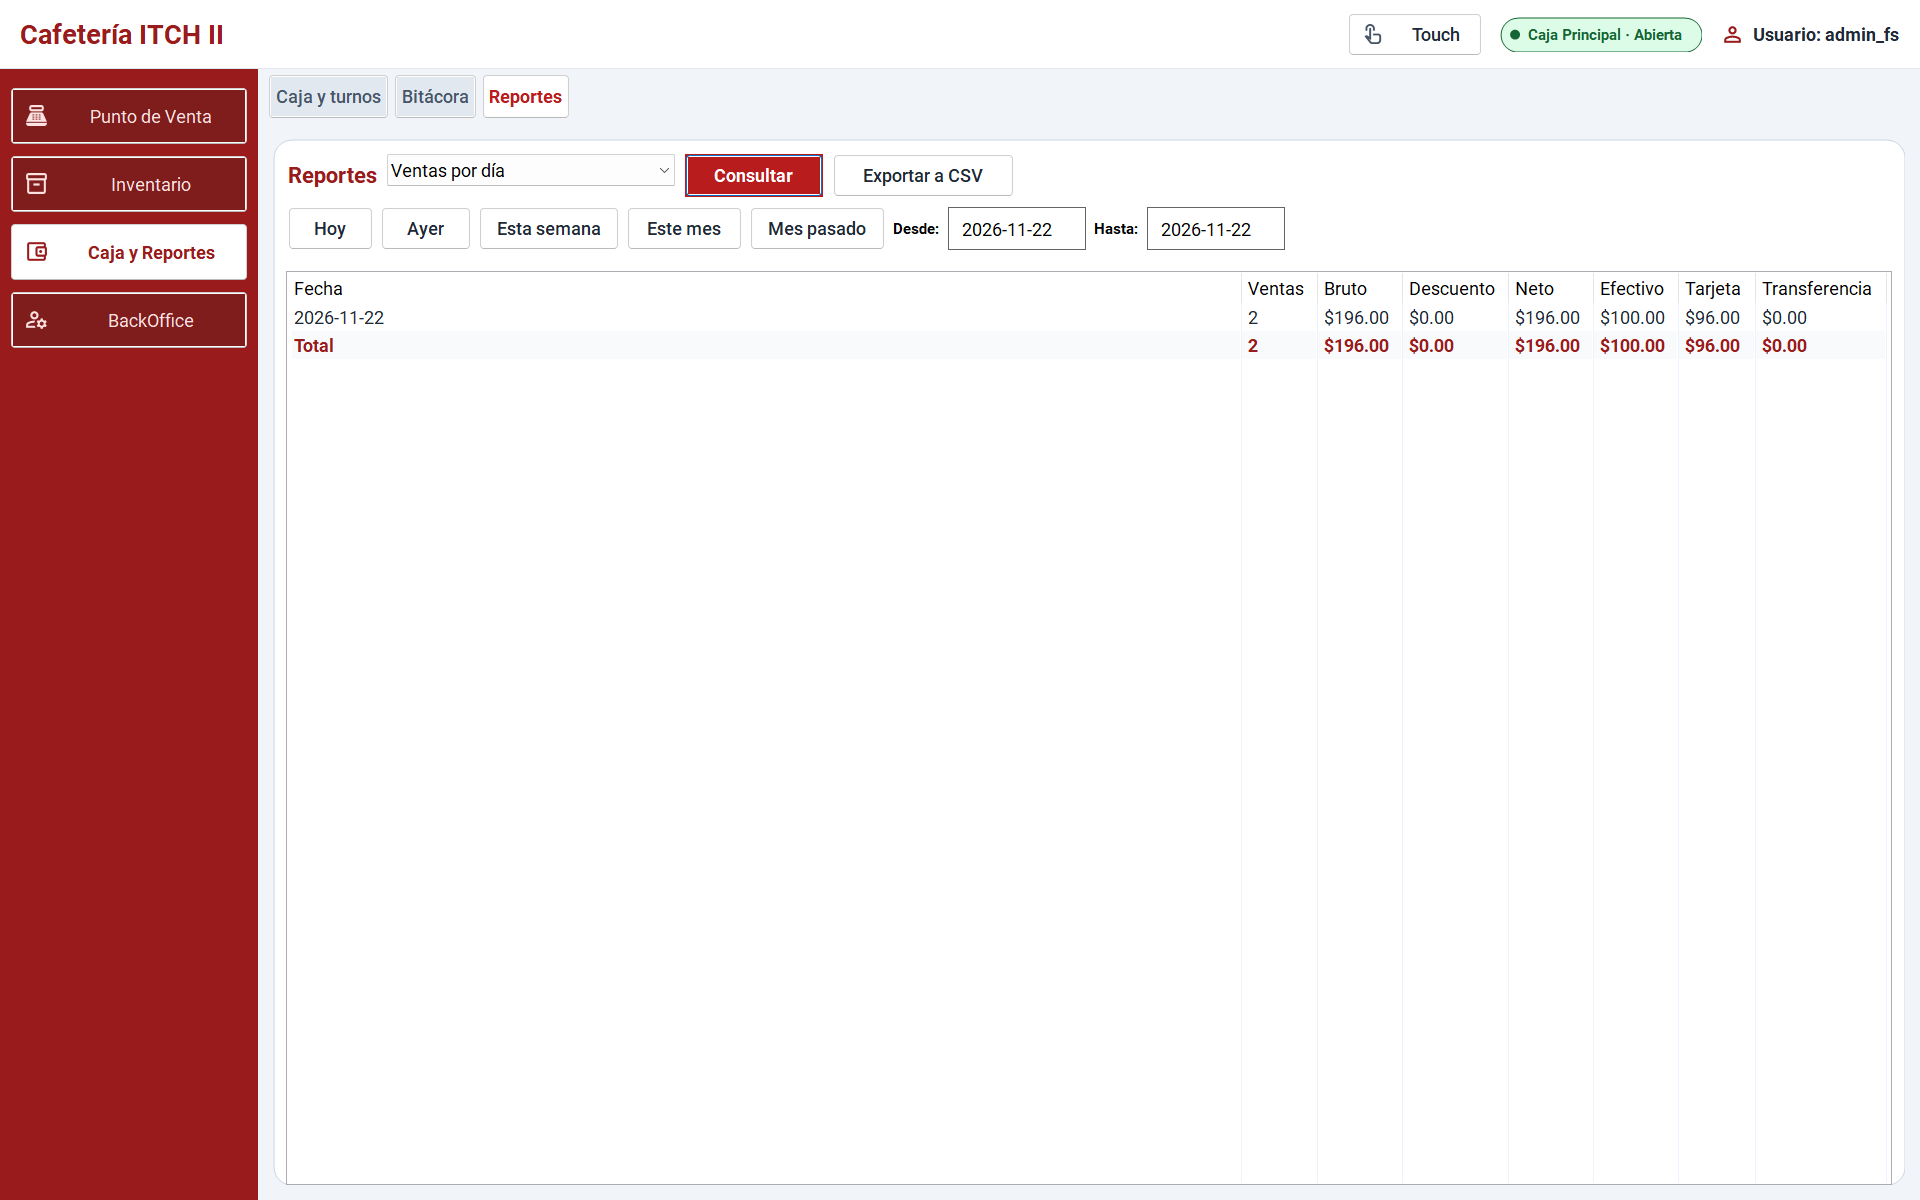 Cafetería ITCH II
Touch
Caja Principal · Abierta
Usuario: admin_fs
Punto de Venta
Inventario
Caja y Reportes
BackOffice
Caja y turnos
Bitácora
Reportes
Reportes
Ventas por día
Consultar
Exportar a CSV
Hoy
Ayer
Esta semana
Este mes
Mes pasado
Desde:
2026-11-22
Hasta:
2026-11-22
Fecha Ventas Bruto Descuento Neto Efectivo Tarjeta Transferencia
2026-11-22 2 $196.00 $0.00 $196.00 $100.00 $96.00 $0.00
Total 2 $196.00 $0.00 $196.00 $100.00 $96.00 $0.00